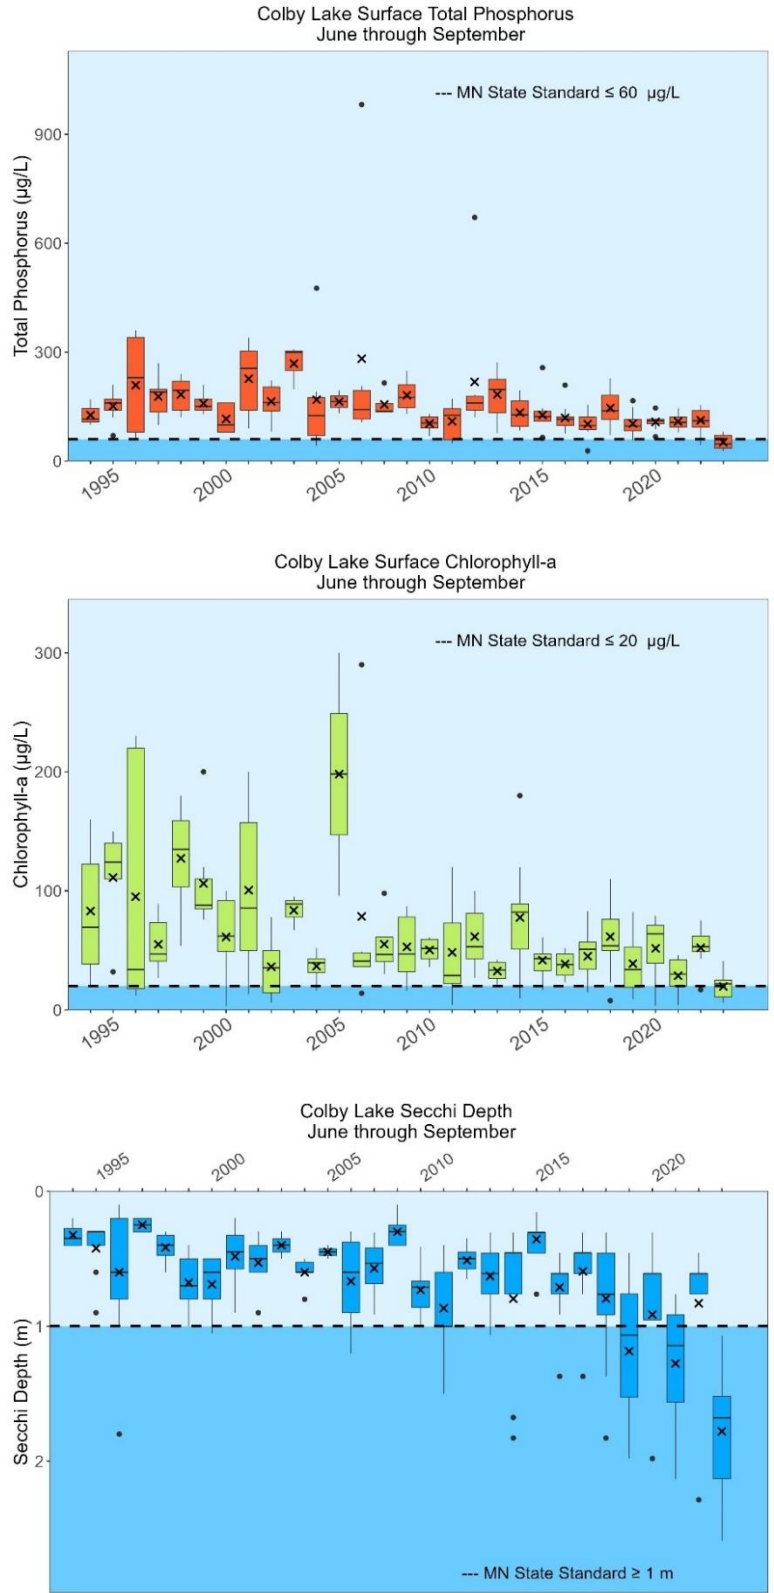 Colby Lake Surface Total Phosphorus
June through September
--- MN State Standard ≤ 60 µg/L
Total Phosphorus (µg/L)
900
600
300
0
1995
2000
2005
2010
2015
2020
Colby Lake Surface Chlorophyll-a
June through September
--- MN State Standard ≤ 20 µg/L
Chlorophyll-a (µg/L)
300
200
100
0
1995
2000
2005
2010
2015
2020
Colby Lake Secchi Depth
June through September
1995
2000
2005
2010
2015
2020
Secchi Depth (m)
0
1
2
--- MN State Standard ≥ 1 m